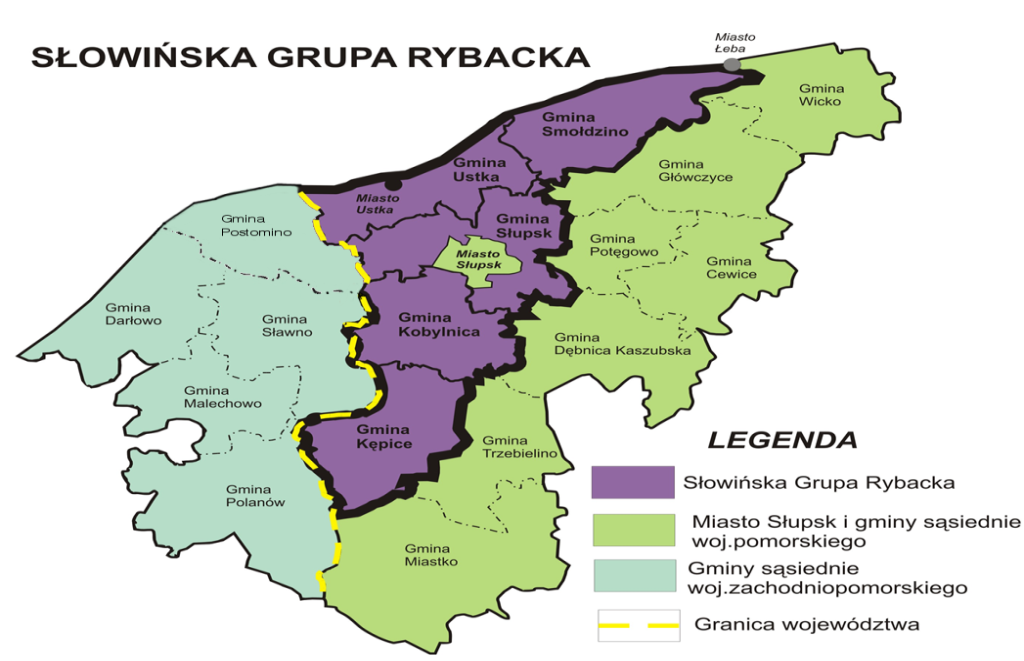 SŁOWIŃSKA GRUPA RYBACKA
Miasto
Łeba
Gmina
Wicko
Gmina
Smołdzino
Gmina
Ustka
Gmina
Główczyce
Miasto
Ustka
Gmina
Postomino
Gmina
Słupsk
Miasto
Słupsk
Gmina
Potęgowo
Gmina
Cewice
Gmina
Darłowo
Gmina
Sławno
Gmina
Kobylnica
Gmina
Dębnica Kaszubska
Gmina
Malechowo
Gmina
Kępice
Gmina
Trzebielino
Gmina
Polanów
Gmina
Miastko
LEGENDA
Słowińska Grupa Rybacka
Miasto Słupsk i gminy sąsiednie
woj.pomorskiego
Gminy sąsiednie
woj.zachodniopomorskiego
Granica województwa